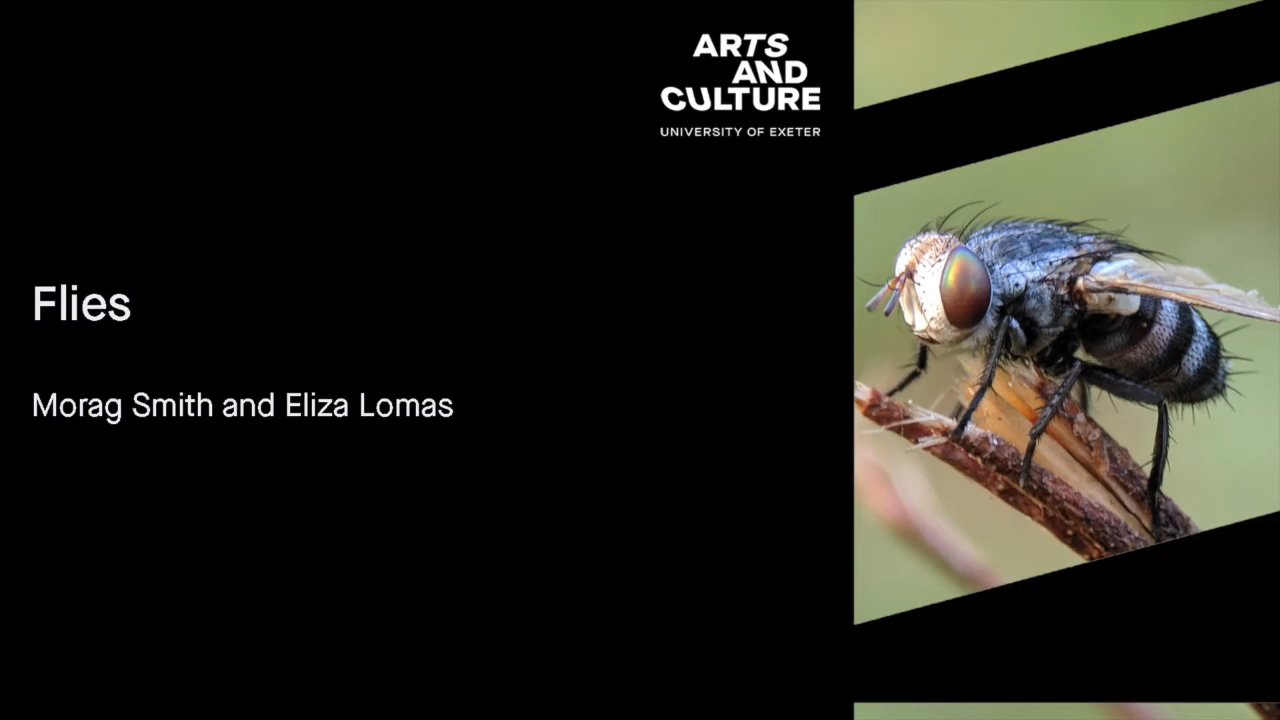 ARTS
AND
CULTURE
UNIVERSITY OF EXETER
Flies
Morag Smith and Eliza Lomas